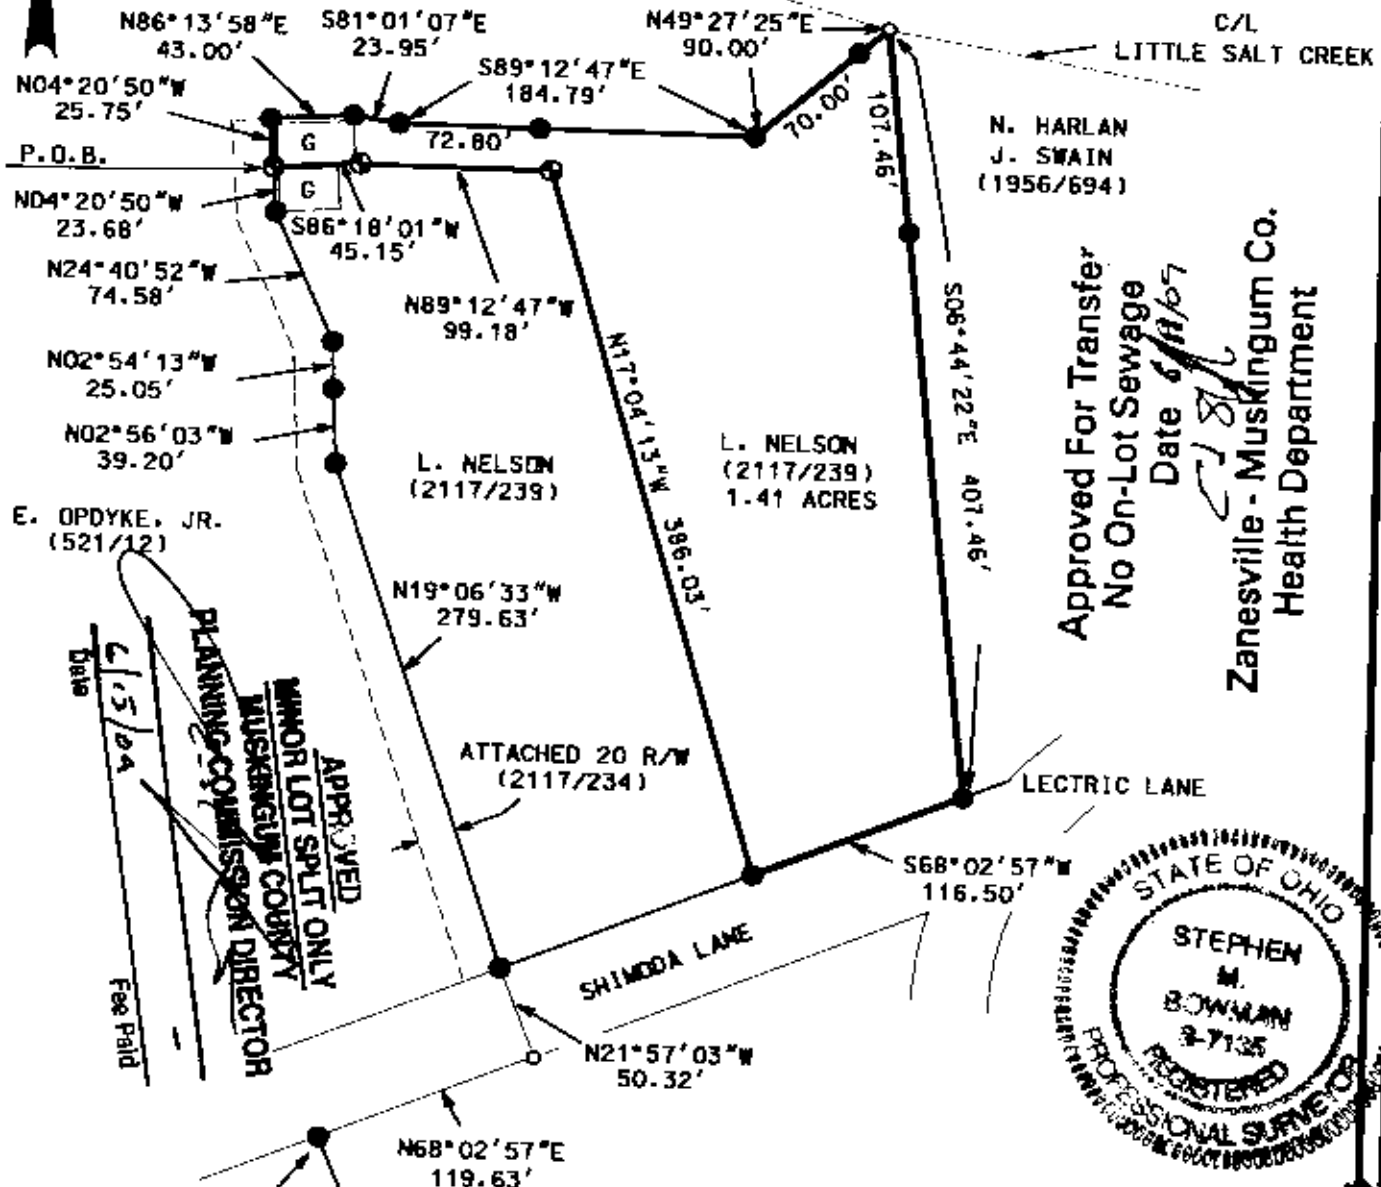 N86°13'58"E
43.00'
S81°01'07"E
23.95'
N49°27'25"E
90.00'
C/L
LITTLE SALT CREEK
N04°20'50"W
25.75'
S89°12'47"E
184.79'
70.00'
107.46'
N. HARLAN
J. SWAIN
(1956/694)
G
72.80'
P.O.B.
G
N04°20'50"W
23.68'
S86°18'01"W
45.15'
N24°40'52"W
74.58'
N89°12'47"W
99.18'
N02°54'13"W
25.05'
N02°56'03"W
39.20'
N17°04'13"W 386.03'
S06°44'22"E 407.46'
L. NELSON
(2117/239)
L. NELSON
(2117/239)
1.41 ACRES
Approved For Transfer
No On-Lot Sewage
Date
Zanesville - Muskingum Co.
Health Department
E. OPDYKE, JR.
(521/12)
N19°06'33"W
279.63'
APPROVED
MINOR LOT SPLIT ONLY
MUSKINGUM COUNTY
PLANNING COMMISSION DIRECTOR
Date
Fee Paid
ATTACHED 20 R/W
(2117/234)
LECTRIC LANE
S68°02'57"W
116.50'
SHIMODA LANE
N21°57'03"W
50.32'
N68°02'57"E
119.63'
STATE OF OHIO
STEPHEN
M.
BOWMAN
REGISTERED
PROFESSIONAL SURVEYOR